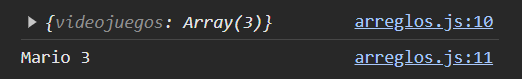 ▶ {videojuegos: Array(3)} arreglos.js:10
Mario 3 arreglos.js:11